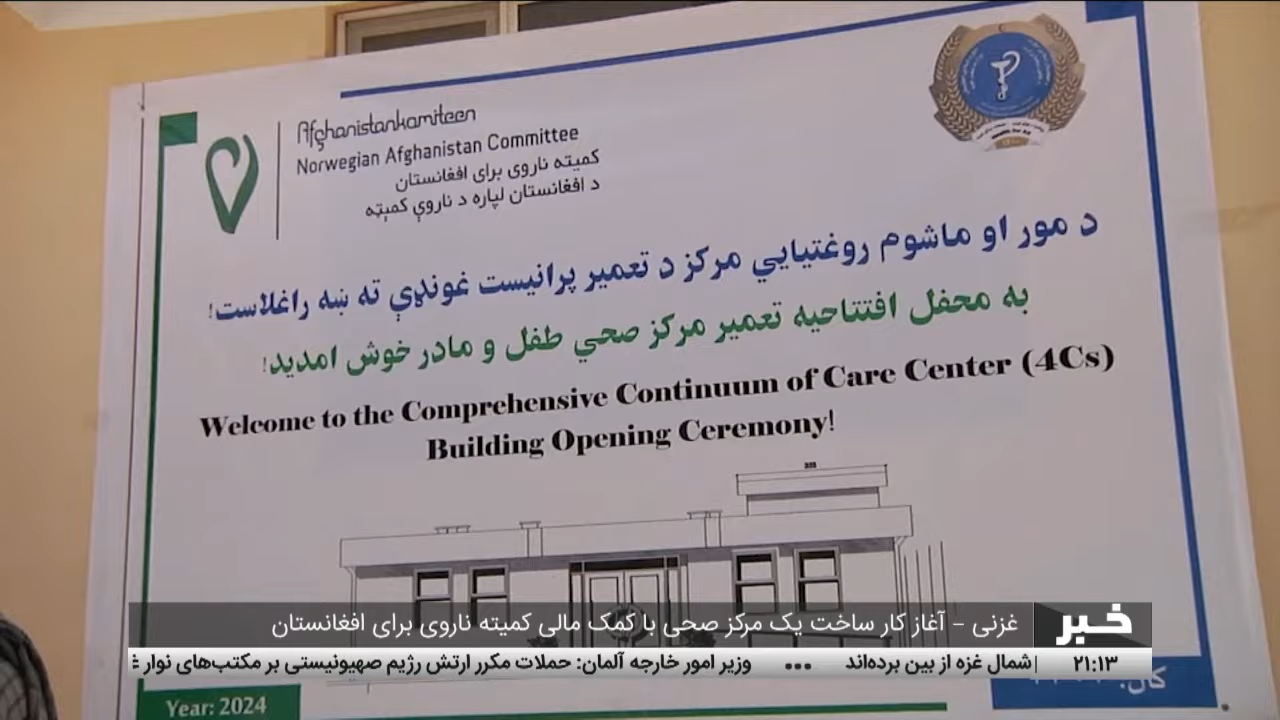 Afghanistankomiteen
Norwegian Afghanistan Committee
کمیته ناروی برای افغانستان
د افغانستان لپاره د ناروې کمېټه
د مور او ماشوم روغتیایي مرکز د تعمیر پرانیست غونډې ته ښه راغلاست!
به محفل افتتاحیه تعمیر مرکز صحي طفل و مادر خوش امدید!
Welcome to the Comprehensive Continuum of Care Center (4Cs)
Building Opening Ceremony!
خبر
غزنی - آغاز کار ساخت یک مرکز صحی با کمک مالی کمیته ناروی برای افغانستان
۲۱:۱۳
شمال غزه از بین برده‌اند ... وزیر امور خارجه آلمان: حملات مکرر ارتش رژیم صهیونیستی بر مکتب‌های نوار غ
Year: 2024
کال: